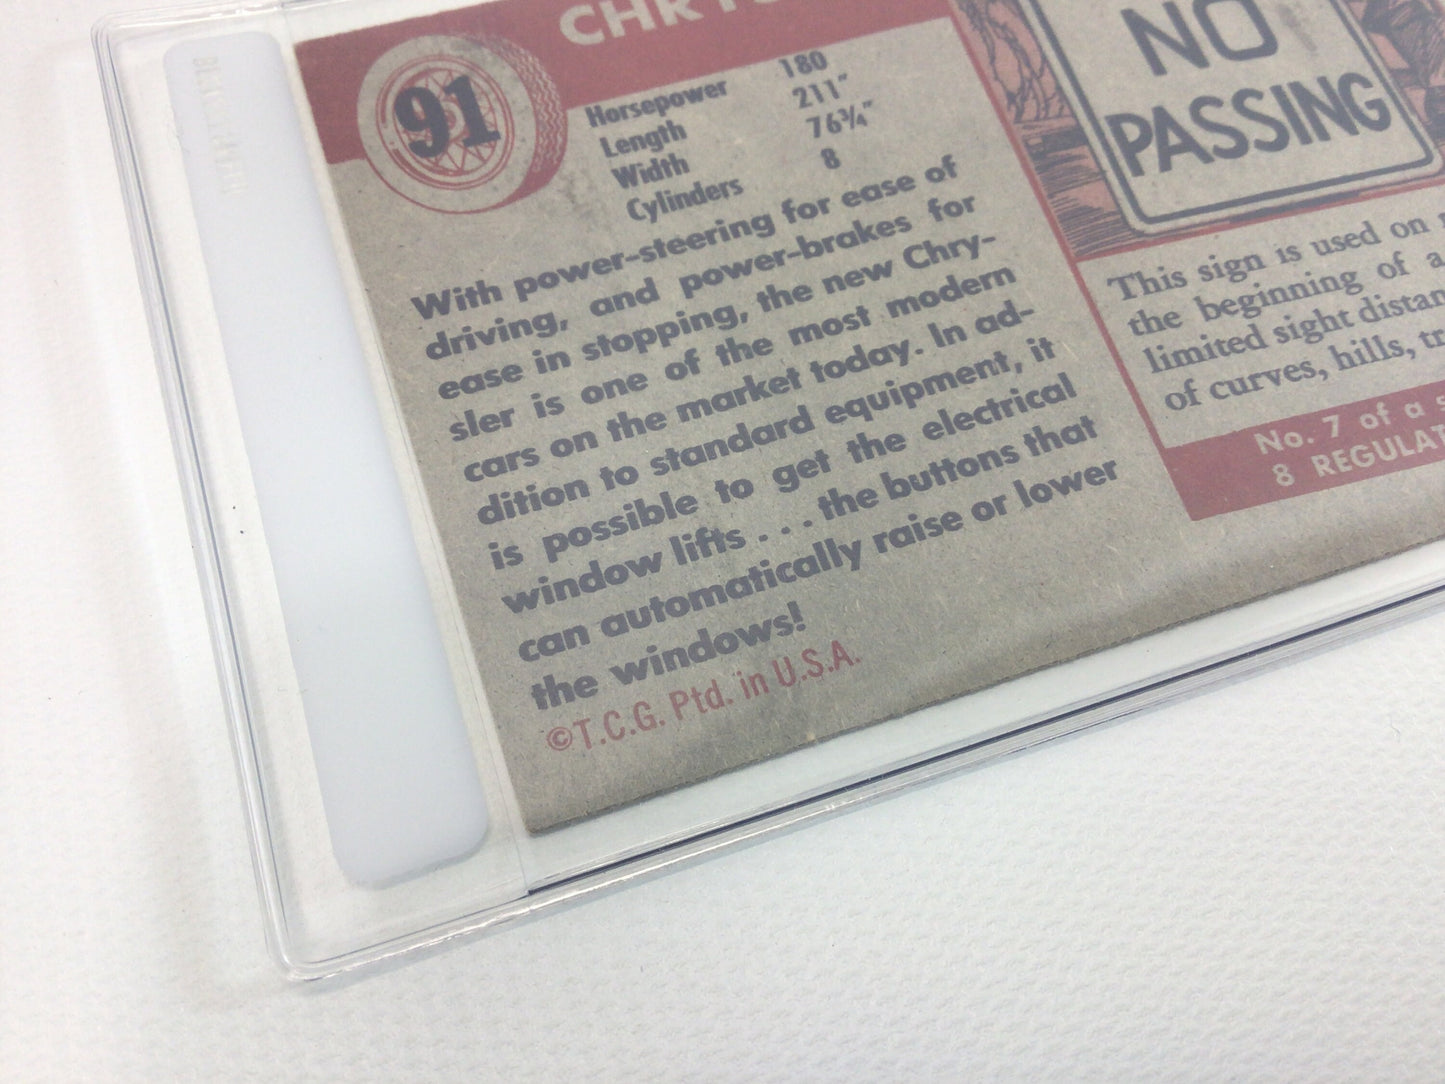 91
Horsepower 180
Length 211"
Width 76¾"
Cylinders 8
With power-steering for ease of
driving, and power-brakes for
ease in stopping, the new Chry-
sler is one of the most modern
cars on the market today. In ad-
dition to standard equipment, it
is possible to get the electrical
window lifts . . . the buttons that
can automatically raise or lower
the windows!
©T.C.G. Ptd. in U.S.A.
NO
PASSING
This sign is used on
the beginning of a
limited sight
of curves, hills,
No. 7 of a
8